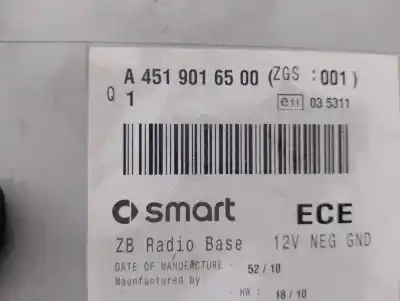 A 451 901 65 00 (ZGS : 001)
Q 1 e11 03 5311
smart ECE
ZB Radio Base 12V NEG GND
DATE OF MANUFACTURE - 52 / 10
Maunfactured by - HW : 18 / 10